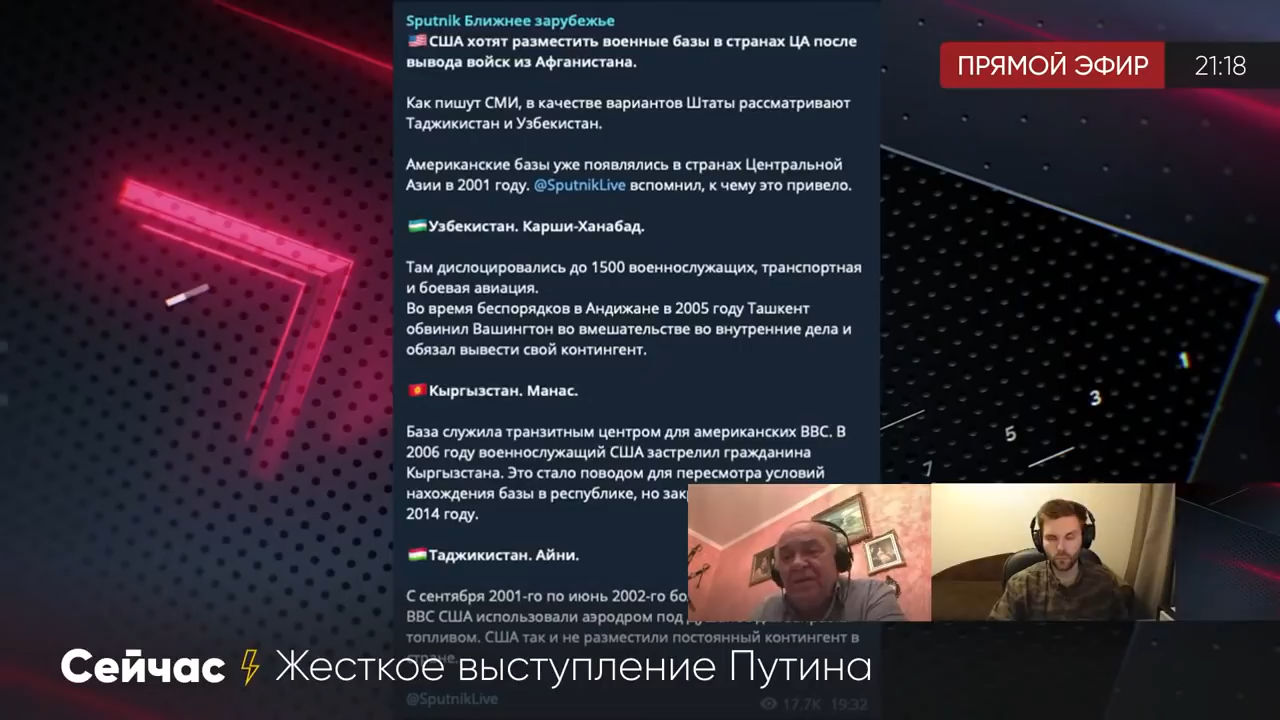 Sputnik Ближнее зарубежье
США хотят разместить военные базы в странах ЦА после
вывода войск из Афганистана.
Как пишут СМИ, в качестве вариантов Штаты рассматривают
Таджикистан и Узбекистан.
Американские базы уже появлялись в странах Центральной
Азии в 2001 году. @SputnikLive вспомнил, к чему это привело.
Узбекистан. Карши-Ханабад.
Там дислоцировались до 1500 военнослужащих, транспортная
и боевая авиация.
Во время беспорядков в Андижане в 2005 году Ташкент
обвинил Вашингтон во вмешательстве во внутренние дела и
обязал вывести свой контингент.
Кыргызстан. Манас.
База служила транзитным центром для американских ВВС. В
2006 году военнослужащий США застрелил гражданина
Кыргызстана. Это стало поводом для пересмотра условий
нахождения базы в республике, но
2014 году.
Таджикистан. Айни.
С сентября 2001-го по июнь 2002-го
ВВС США использовали аэродром под
топливом. США так и не разместили постоянный контингент в
стране.
@SputnikLive
17.7K 19:32
ПРЯМОЙ ЭФИР 21:18
1
3
5
7
Сейчас Жесткое выступление Путина